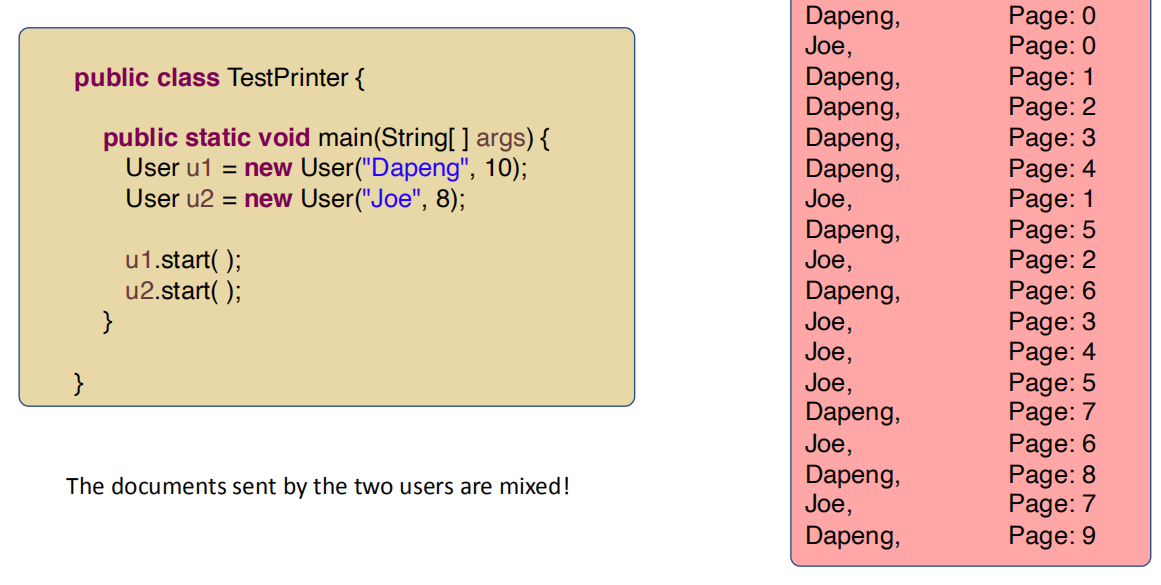 public class TestPrinter {
public static void main(String[ ] args) {
User u1 = new User("Dapeng", 10);
User u2 = new User("Joe", 8);
u1.start( );
u2.start( );
}
}
The documents sent by the two users are mixed!
Dapeng, Page: 0
Joe, Page: 0
Dapeng, Page: 1
Dapeng, Page: 2
Dapeng, Page: 3
Dapeng, Page: 4
Joe, Page: 1
Dapeng, Page: 5
Joe, Page: 2
Dapeng, Page: 6
Joe, Page: 3
Joe, Page: 4
Joe, Page: 5
Dapeng, Page: 7
Joe, Page: 6
Dapeng, Page: 8
Joe, Page: 7
Dapeng, Page: 9